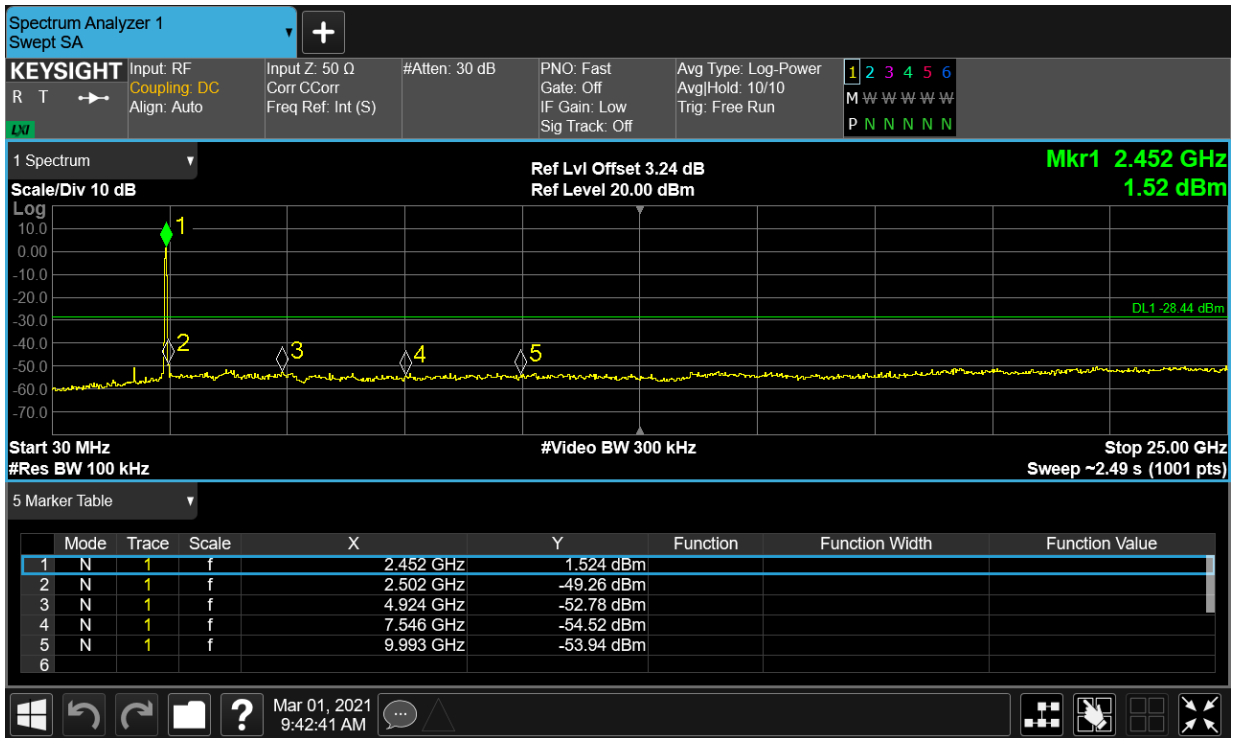 Spectrum Analyzer 1
Swept SA
KEYSIGHT
R T
LXI
Input: RF
Coupling: DC
Align: Auto
Input Z: 50 Ω
Corr CCorr
Freq Ref: Int (S)
#Atten: 30 dB
PNO: Fast
Gate: Off
IF Gain: Low
Sig Track: Off
Avg Type: Log-Power
Avg|Hold: 10/10
Trig: Free Run
1 2 3 4 5 6
M W W W W W
P N N N N N
1 Spectrum
Scale/Div 10 dB
Log
Ref Lvl Offset 3.24 dB
Ref Level 20.00 dBm
Mkr1 2.452 GHz
1.52 dBm
10.0
0.00
-10.0
-20.0
-30.0
-40.0
-50.0
-60.0
-70.0
1
2
3
4
5
DL1 -28.44 dBm
Start 30 MHz
#Res BW 100 kHz
#Video BW 300 kHz
Stop 25.00 GHz
Sweep ~2.49 s (1001 pts)
5 Marker Table
Mode Trace Scale X Y Function Function Width Function Value
1 N 1 f 2.452 GHz 1.524 dBm
2 N 1 f 2.502 GHz -49.26 dBm
3 N 1 f 4.924 GHz -52.78 dBm
4 N 1 f 7.546 GHz -54.52 dBm
5 N 1 f 9.993 GHz -53.94 dBm
6
?
Mar 01, 2021
9:42:41 AM